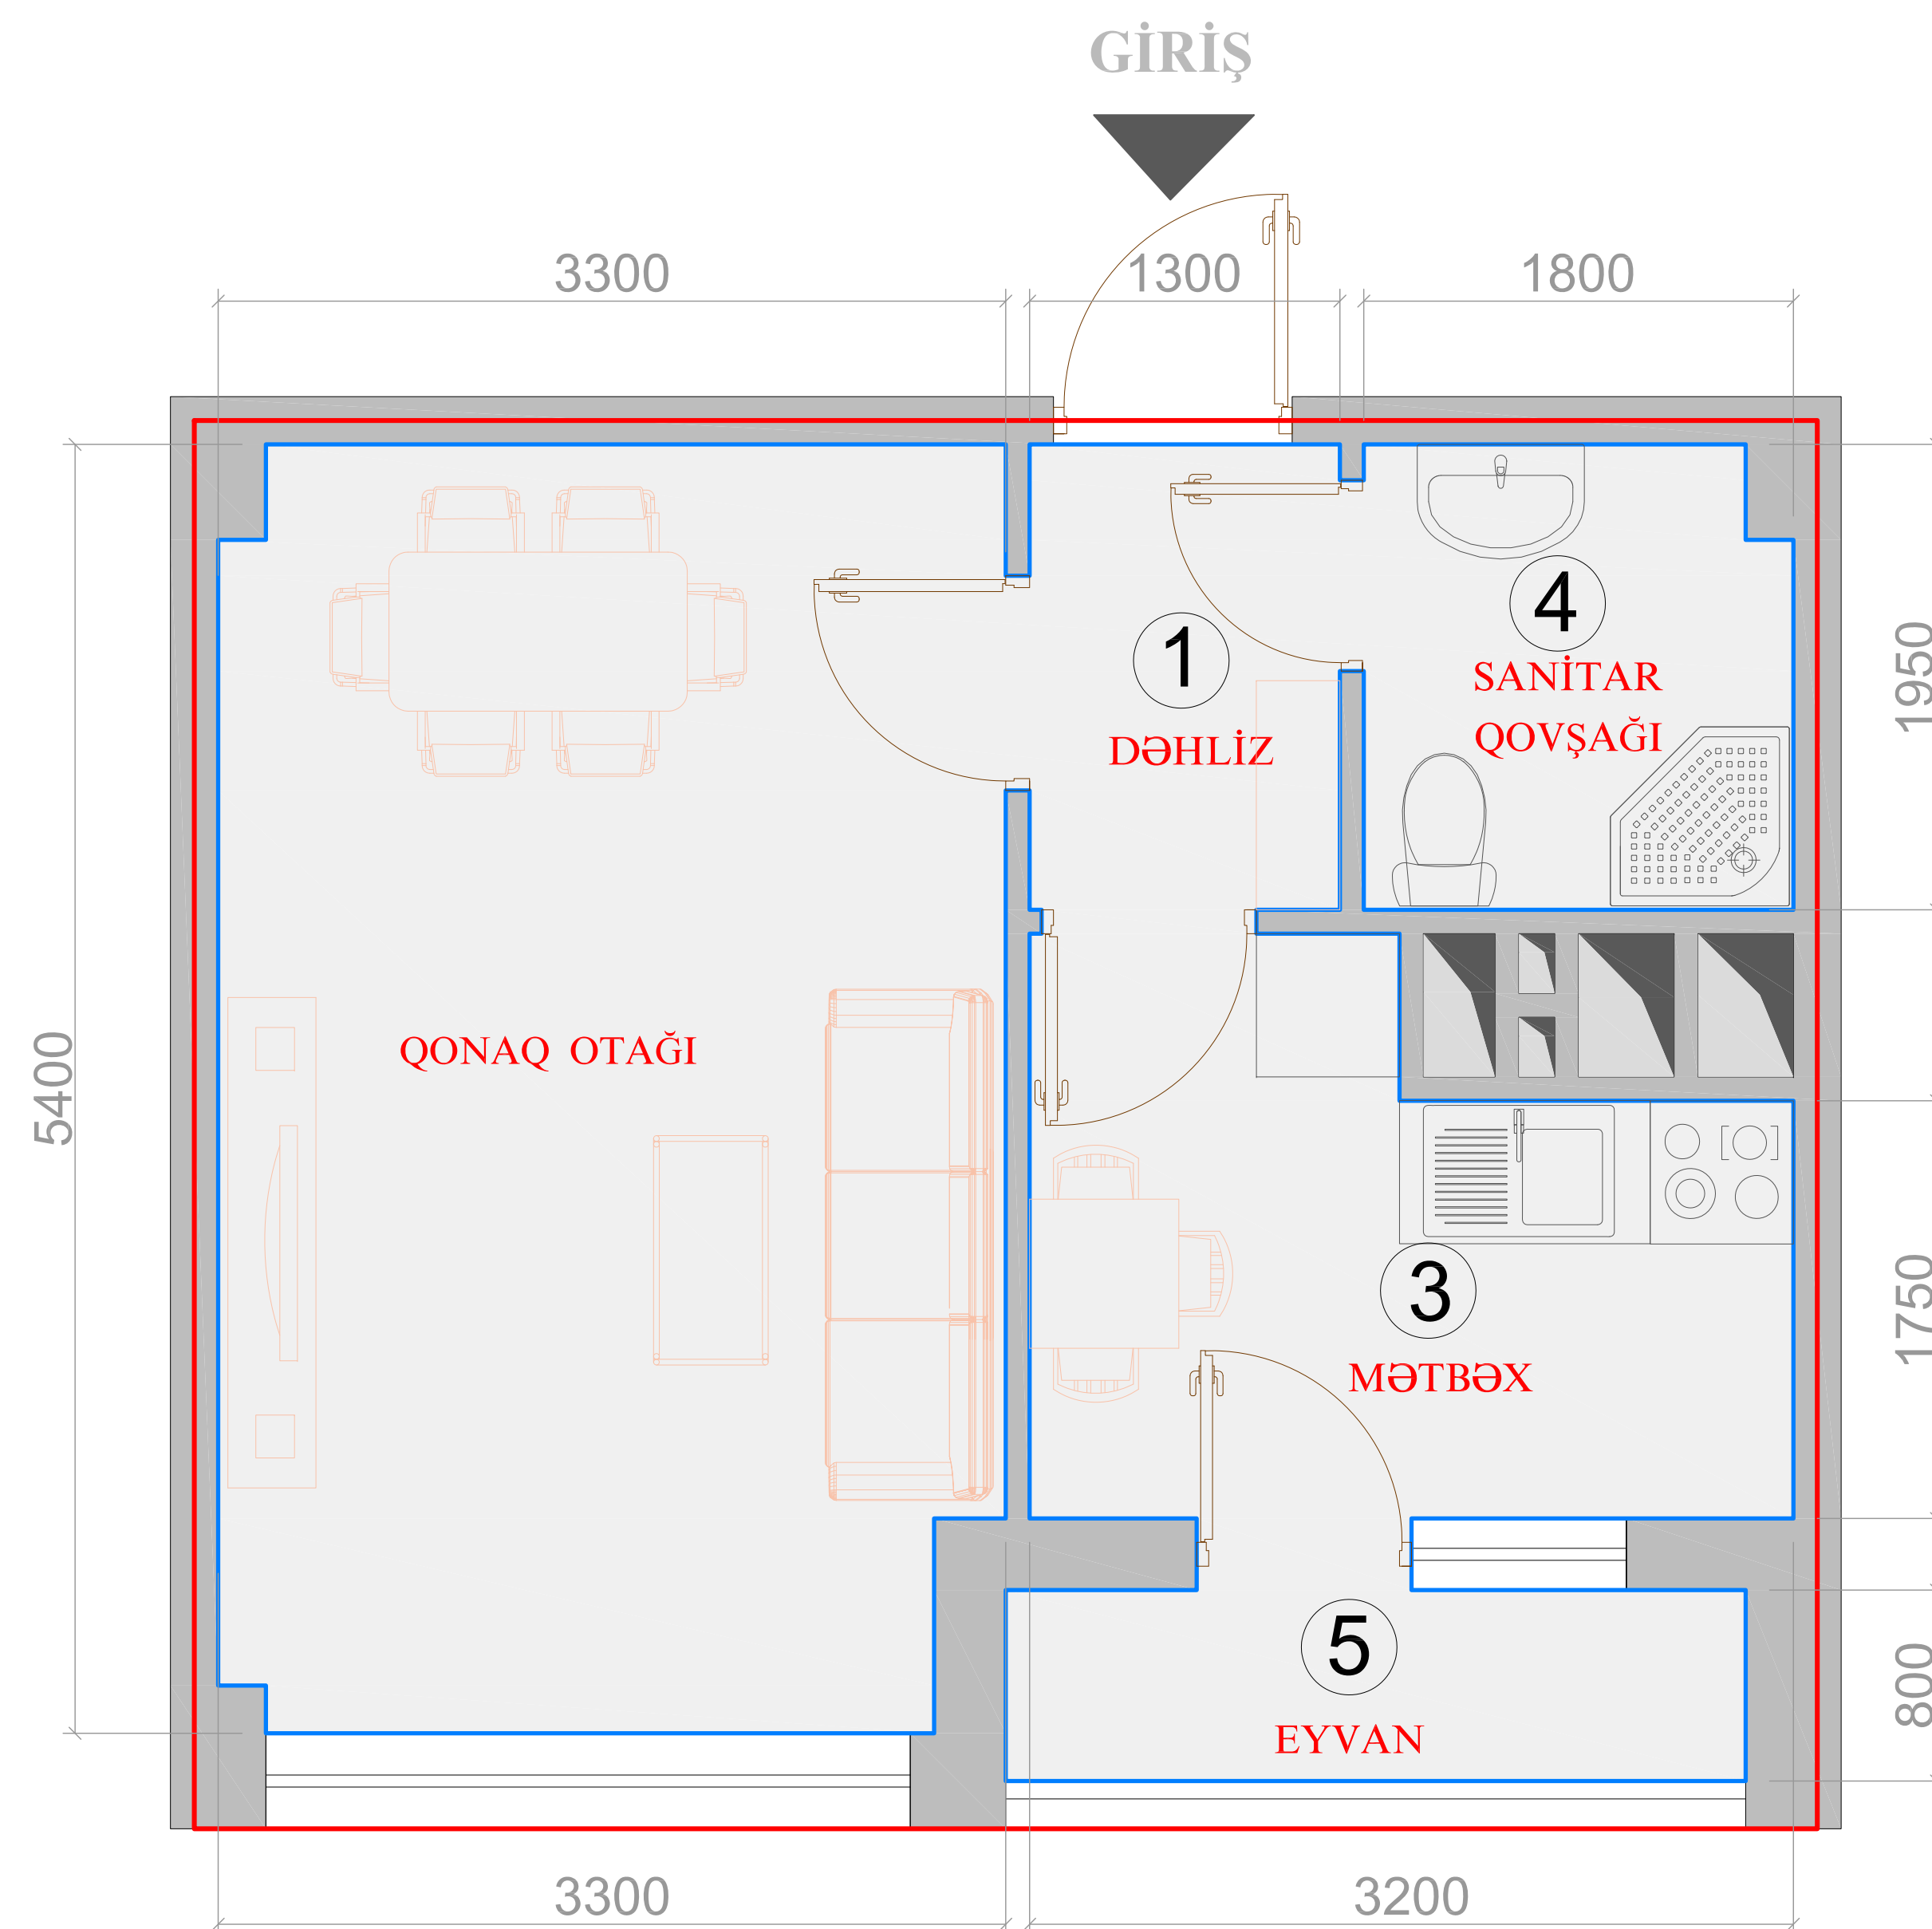 GİRİŞ
3300
1300
1800
4
SANİTAR
QOVŞAĞI
1
DƏHLİZ
1950
QONAQ OTAĞI
5400
3
MƏTBƏX
1750
5
EYVAN
800
3300
3200